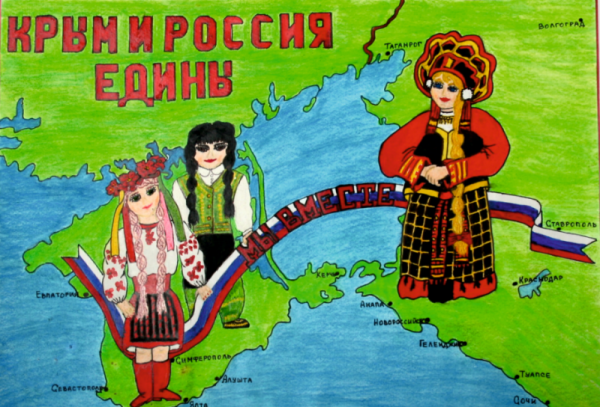 КРЫМ И РОССИЯ
ЕДИНЫ
ВОЛГОГРАД
ТАГАНРОГ
МЫ ВМЕСТЕ
СТАВРОПОЛЬ
КЕРЧЬ
КРАСНОДАР
ЕВПАТОРИЯ
АНАПА
НОВОРОССИЙСК
ГЕЛЕНДЖИК
СИМФЕРОПОЛЬ
АЛУШТА
ТУАПСЕ
СЕВАСТОПОЛЬ
ЯЛТА
СОЧИ